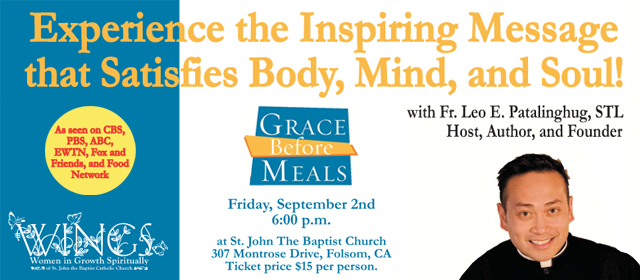 Experience the Inspiring Message
that Satisfies Body, Mind, and Soul!
As seen on CBS,
PBS, ABC,
EWTN, Fox and
Friends, and Food
Network
GRACE
Before
MEALS
with Fr. Leo E. Patalinghug, STL
Host, Author, and Founder
Friday, September 2nd
6:00 p.m.
at St. John The Baptist Church
307 Montrose Drive, Folsom, CA
Ticket price $15 per person.
WINGS
Women in Growth Spiritually
of St. John the Baptist Catholic Church